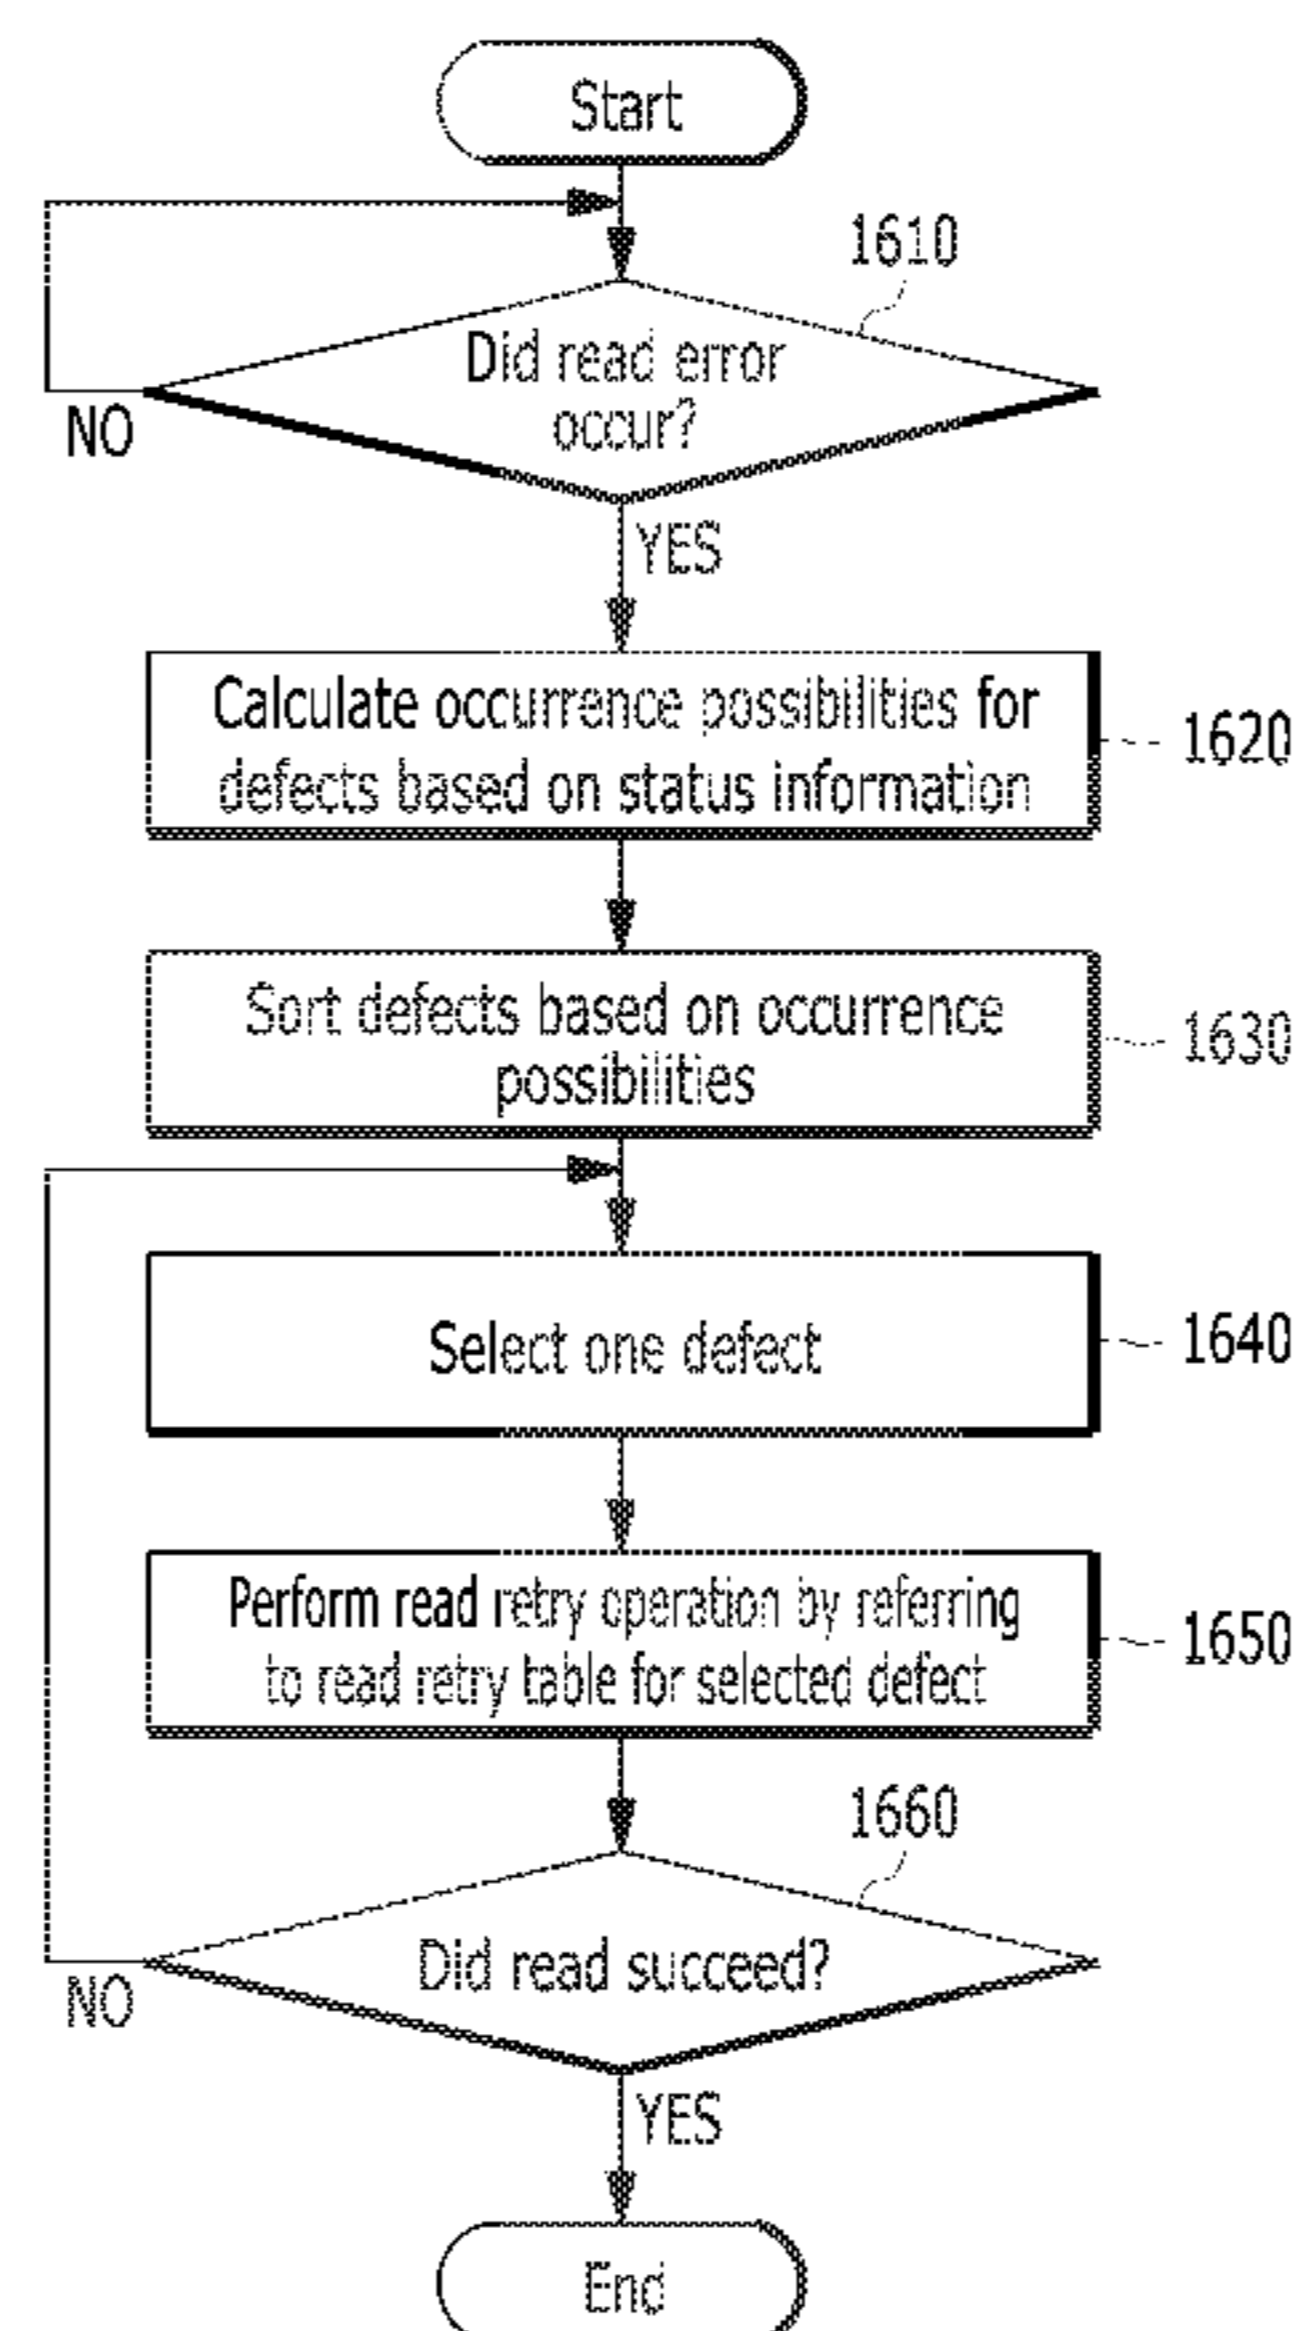 Start
1610
Did read error
occur?
NO
YES
Calculate occurrence possibilities for
defects based on status information
1620
Sort defects based on occurrence
possibilities
1630
Select one defect
1640
Perform read retry operation by referring
to read retry table for selected defect
1650
1660
Did read succeed?
NO
YES
End